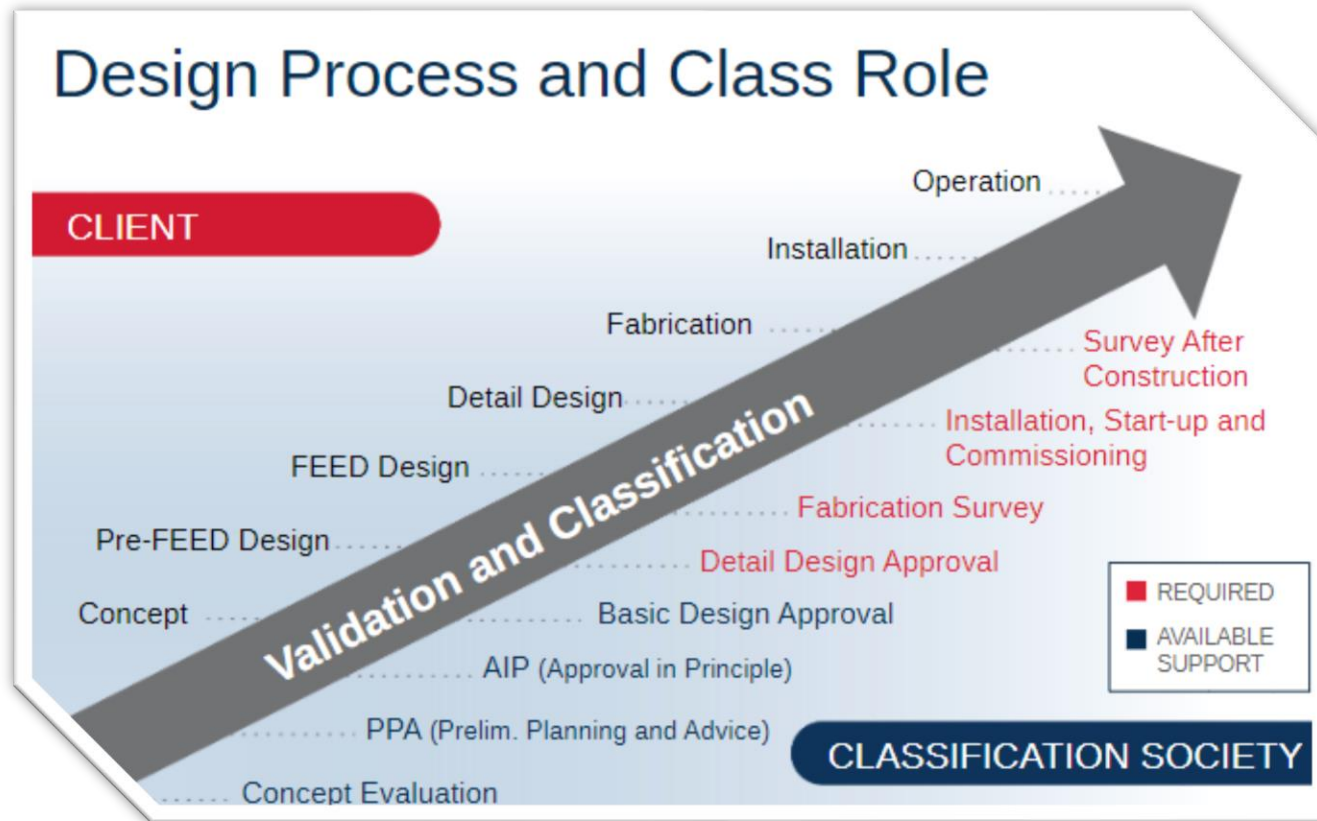 Design Process and Class Role
CLIENT
Operation
Installation
Fabrication
Detail Design
FEED Design
Pre-FEED Design
Concept
Validation and Classification
Survey After
Construction
Installation, Start-up and
Commissioning
Fabrication Survey
Detail Design Approval
Basic Design Approval
AIP (Approval in Principle)
PPA (Prelim. Planning and Advice)
Concept Evaluation
REQUIRED
AVAILABLE
SUPPORT
CLASSIFICATION SOCIETY